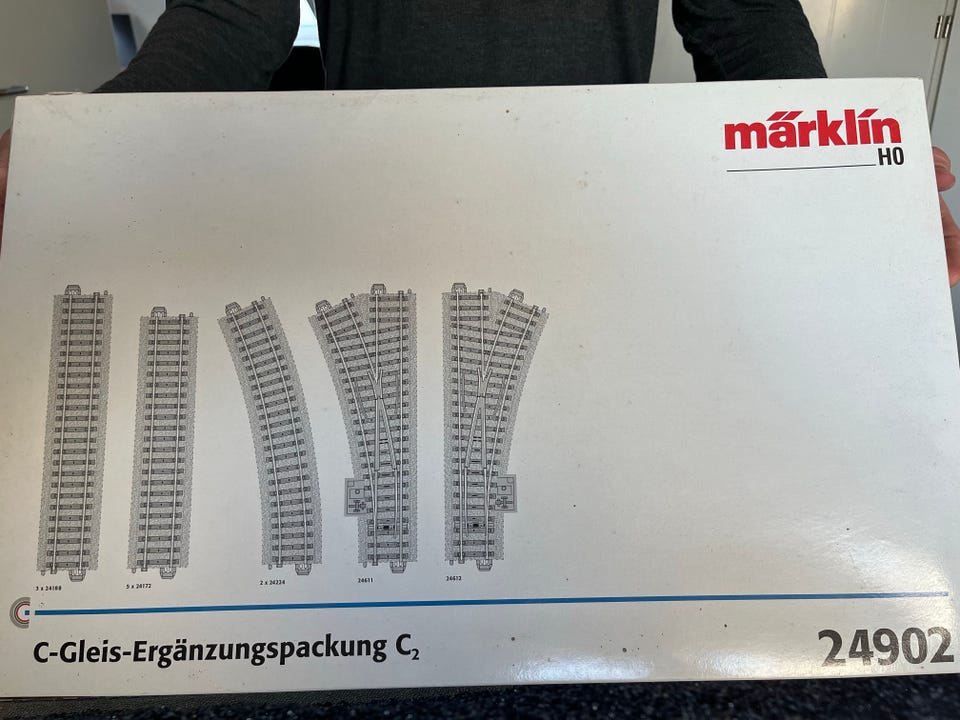 märklin
H0
3 x 24188
5 x 24172
2 x 24224
24611
24612
C-Gleis-Ergänzungspackung C₂
24902